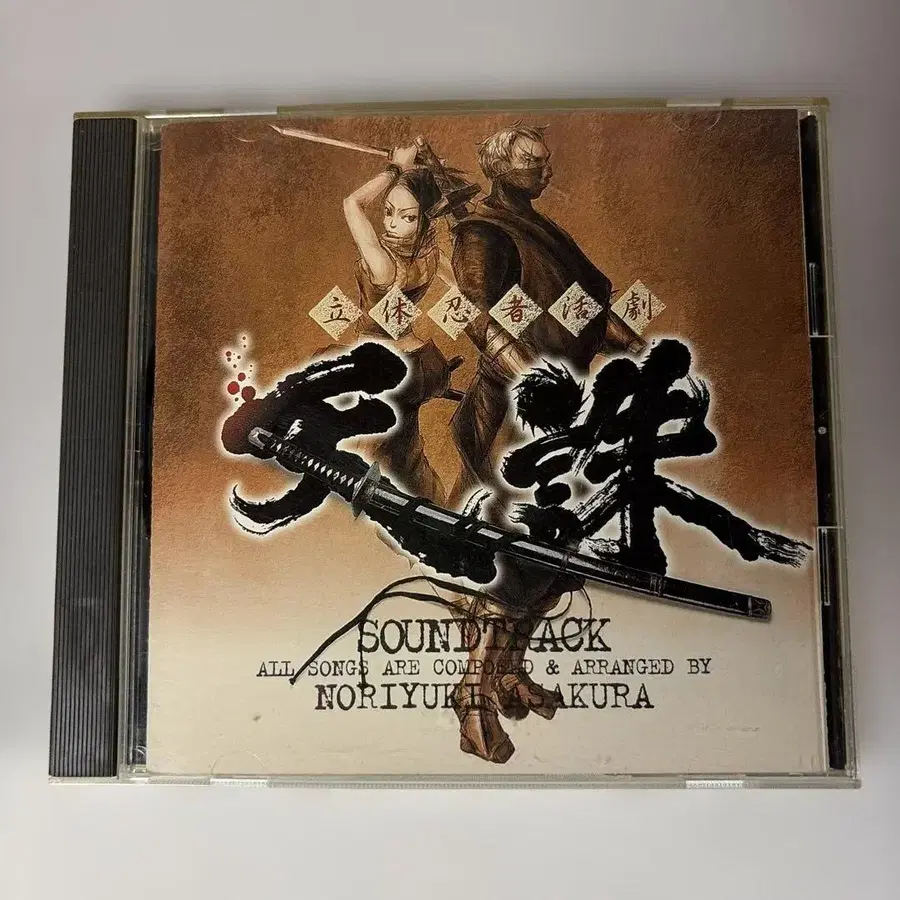 立体忍者活劇
天誅
SOUNDTRACK
ALL SONGS ARE COMPOSED & ARRANGED BY
NORIYUKI ASAKURA